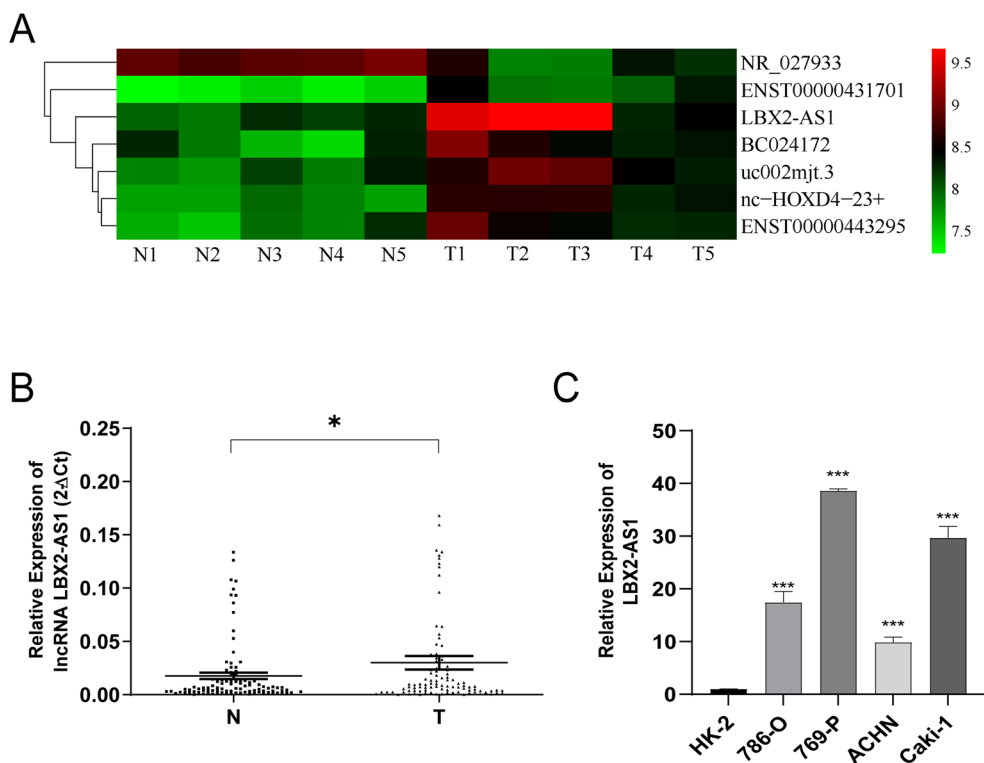 A
NR_027933
ENST00000431701
LBX2-AS1
BC024172
uc002mjt.3
nc-HOXD4-23+
ENST00000443295
N1 N2 N3 N4 N5 T1 T2 T3 T4 T5
9.5
9
8.5
8
7.5
B
Relative Expression of
lncRNA LBX2-AS1 (2-ΔCt)
0.25
0.20
0.15
0.10
0.05
0.00
*
N T
C
Relative Expression of
LBX2-AS1
50
40
30
20
10
0
***
***
***
***
HK-2 786-O 769-P ACHN Caki-1